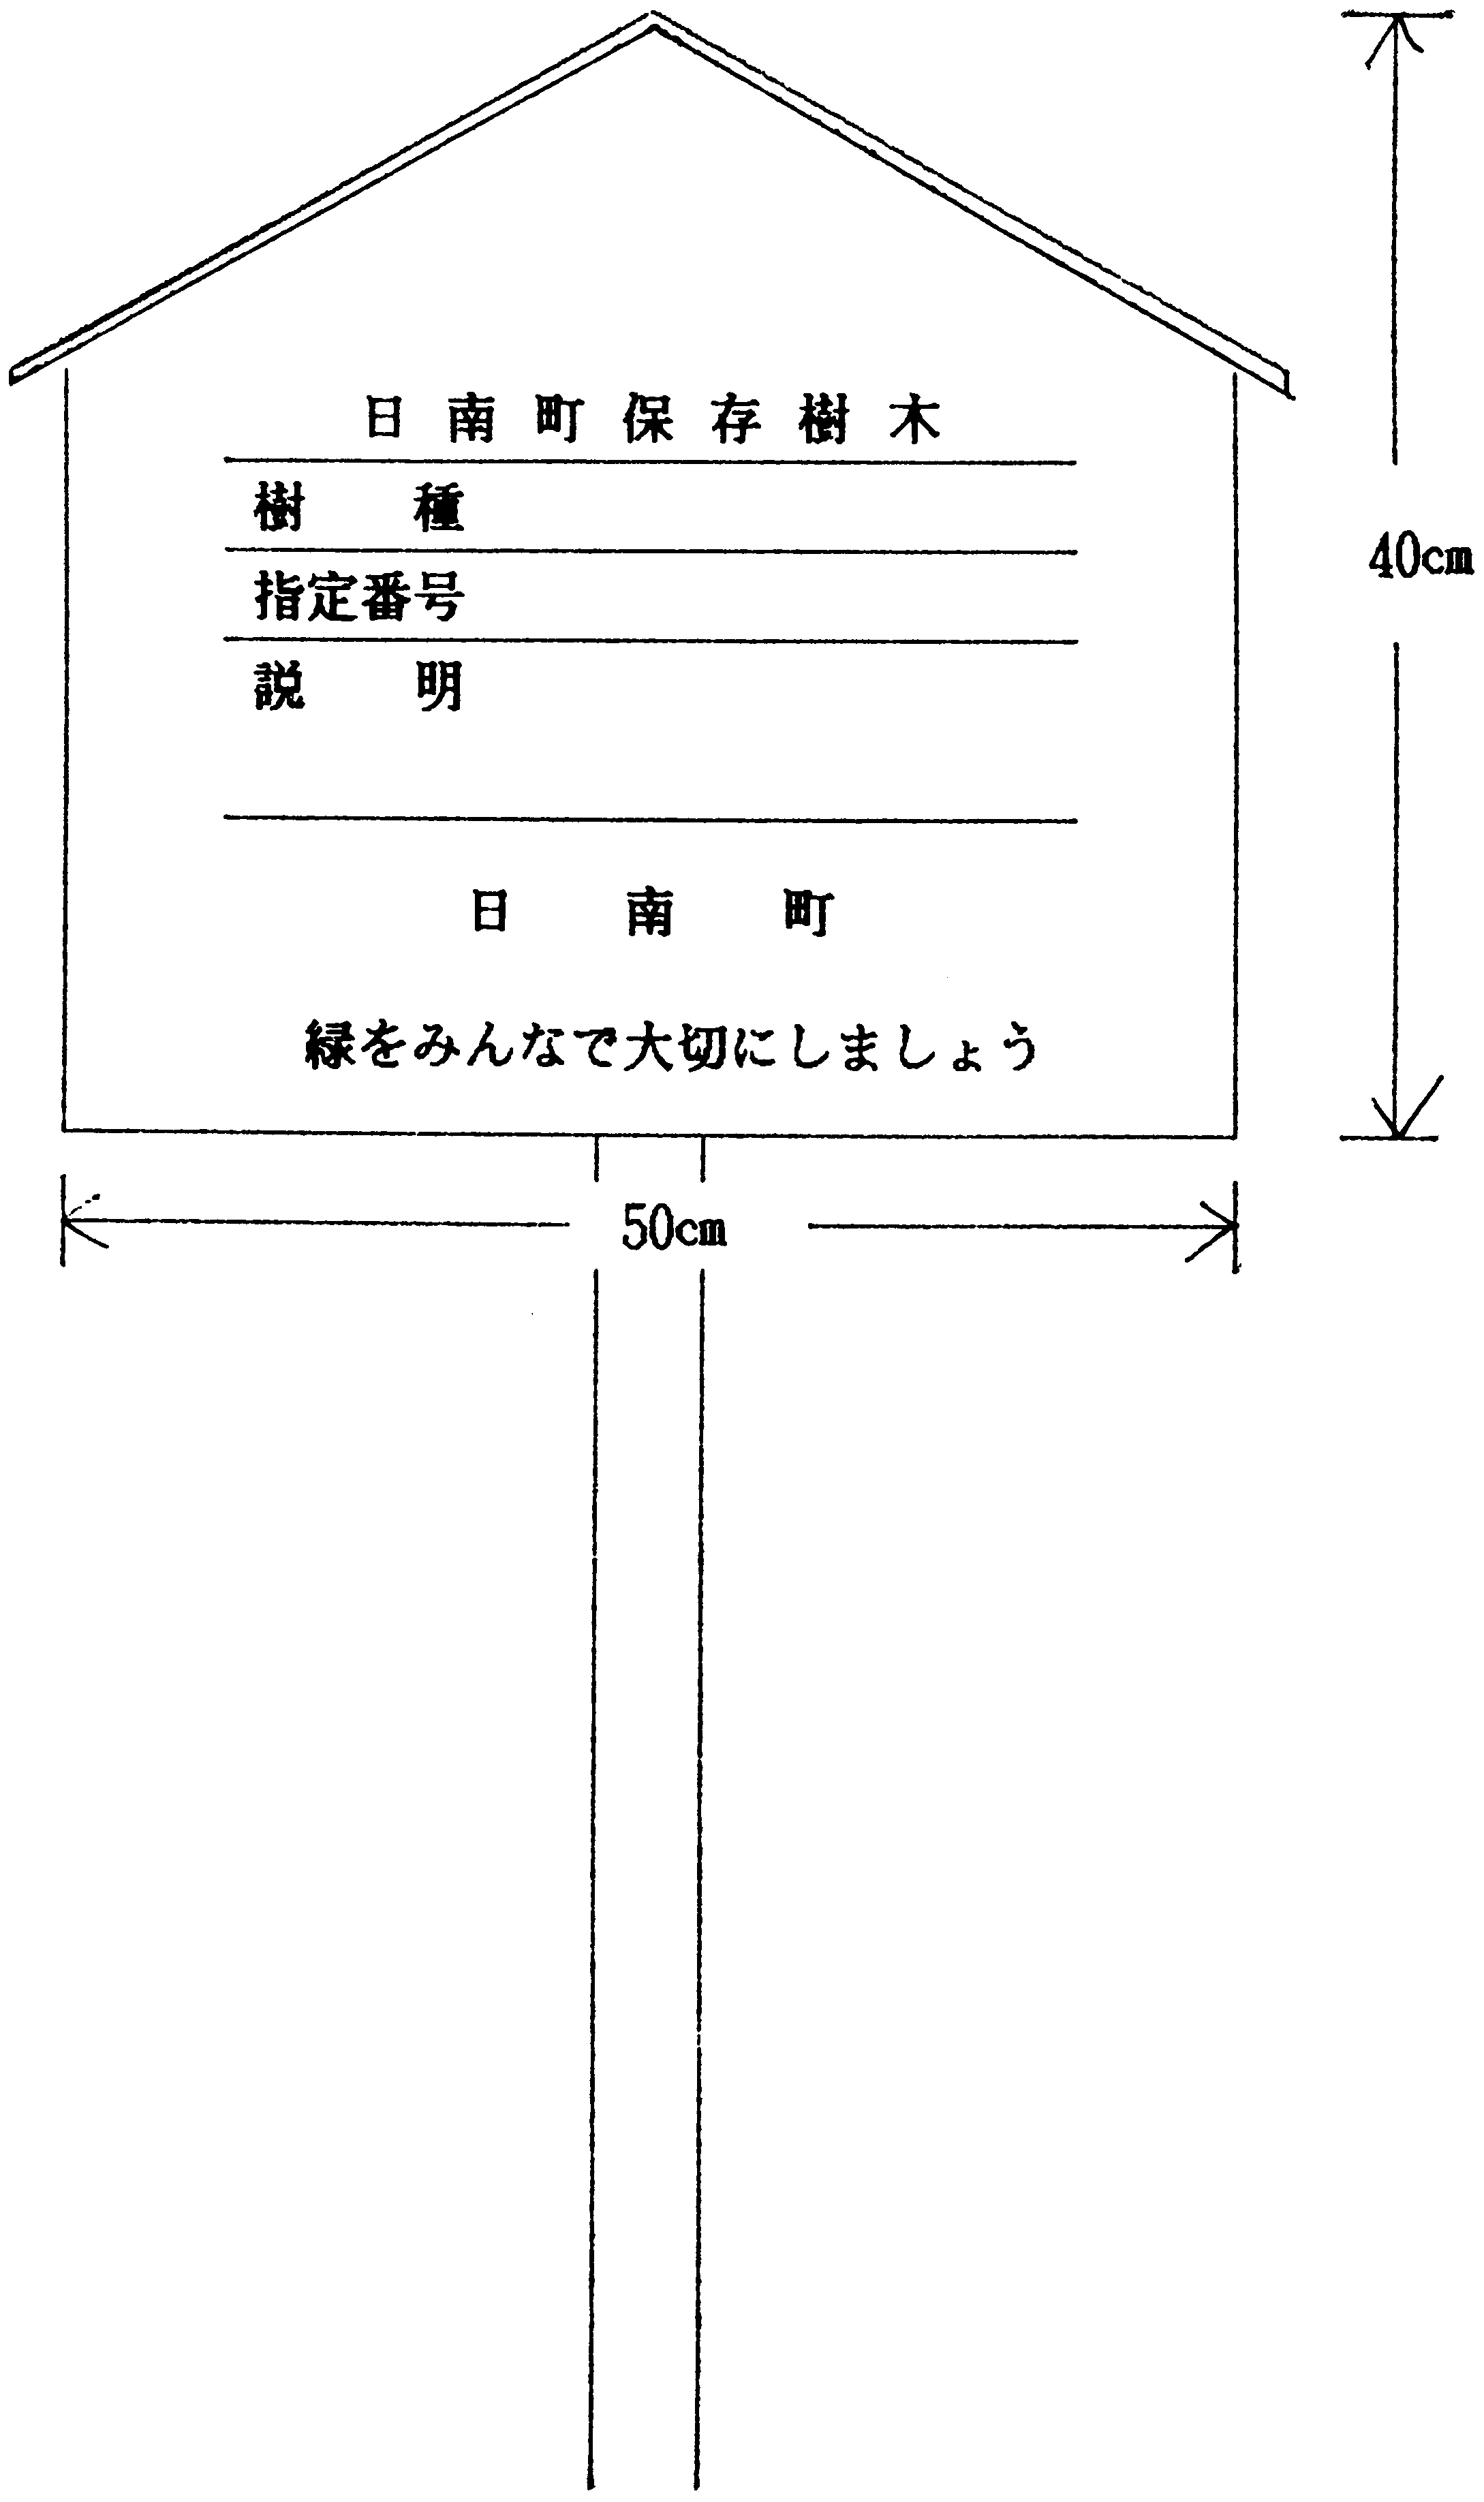 日南町保存樹木
樹　　種
指定番号
説　　明
日　南　町
緑をみんなで大切にしましょう
40cm
50cm